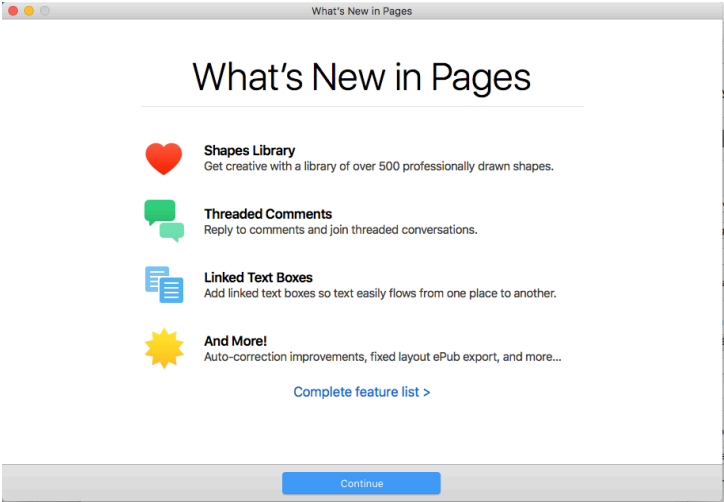 What's New in Pages
What's New in Pages
Shapes Library
Get creative with a library of over 500 professionally drawn shapes.
Threaded Comments
Reply to comments and join threaded conversations.
Linked Text Boxes
Add linked text boxes so text easily flows from one place to another.
And More!
Auto-correction improvements, fixed layout ePub export, and more...
Complete feature list >
Continue